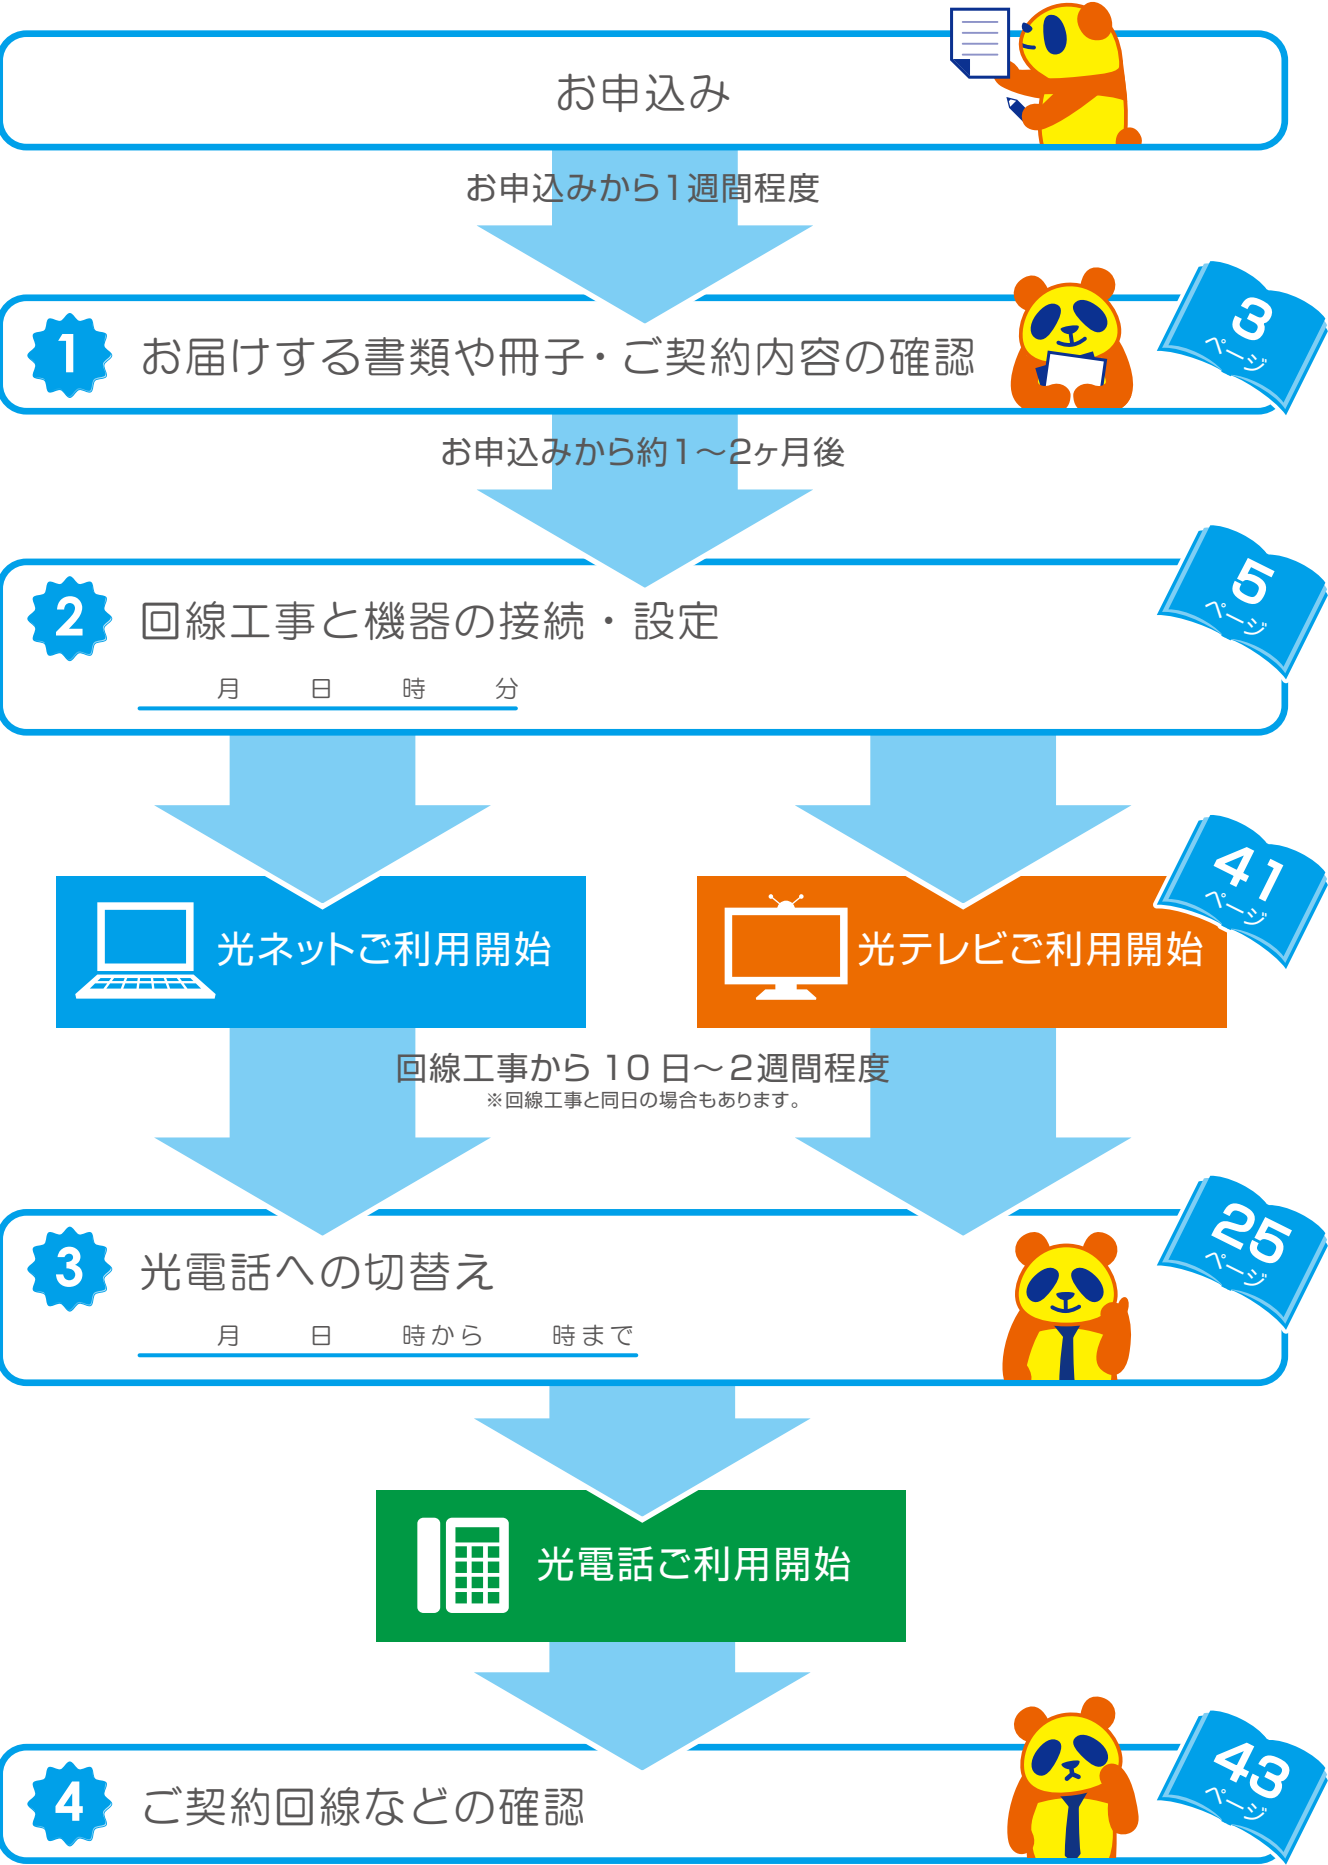 お申込み
お申込みから1週間程度
1
お届けする書類や冊子・ご契約内容の確認
3
ページ
お申込みから約1～2ヶ月後
2
回線工事と機器の接続・設定
月 日 時 分
5
ページ
光ネットご利用開始
光テレビご利用開始
41
ページ
回線工事から10日～2週間程度
※回線工事と同日の場合もあります。
3
光電話への切替え
月 日 時から 時まで
25
ページ
光電話ご利用開始
4
ご契約回線などの確認
43
ページ